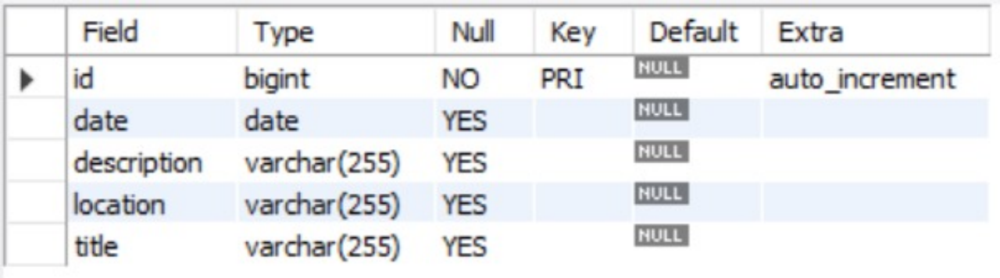 Field Type Null Key Default Extra
id bigint NO PRI NULL auto_increment
date date YES NULL
description varchar(255) YES NULL
location varchar(255) YES NULL
title varchar(255) YES NULL